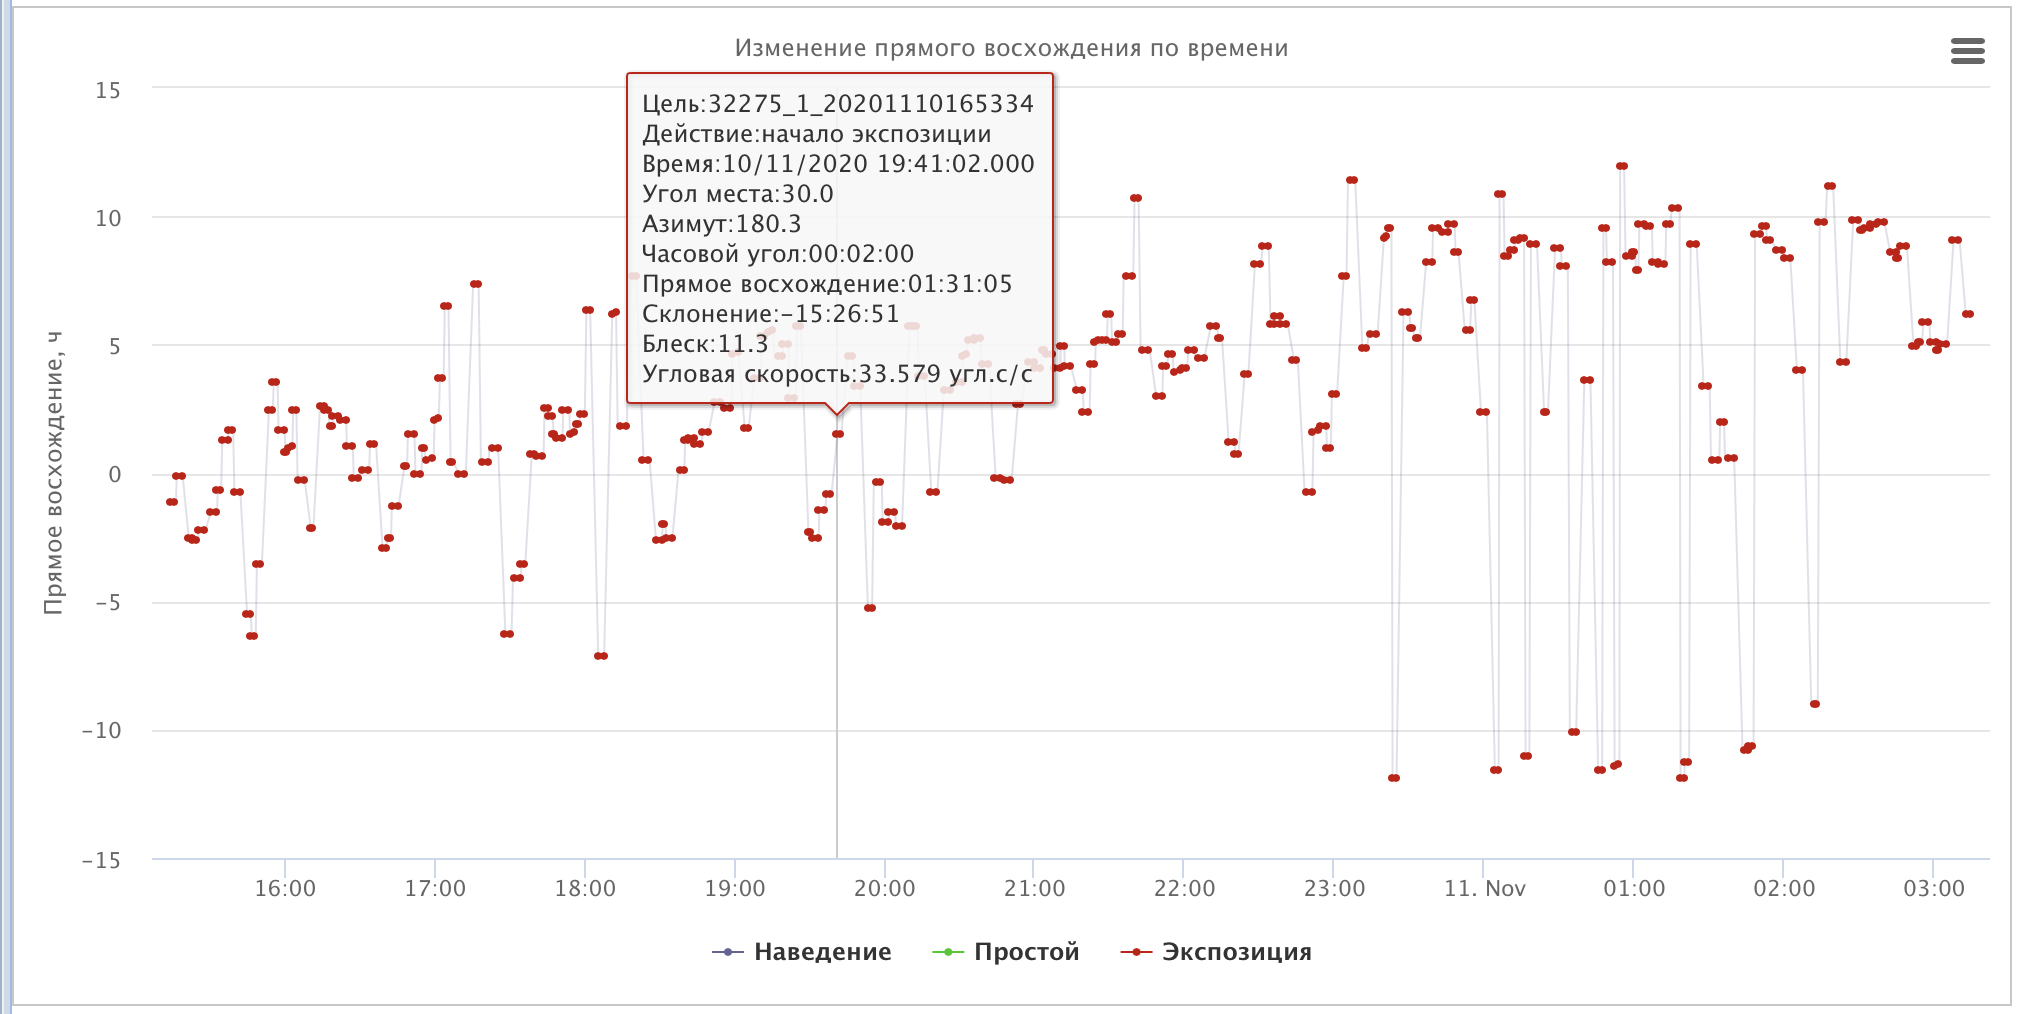 Изменение прямого восхождения по времени
Цель:32275_1_20201110165334
Действие:начало экспозиции
Время:10/11/2020 19:41:02.000
Угол места:30.0
Азимут:180.3
Часовой угол:00:02:00
Прямое восхождение:01:31:05
Склонение:-15:26:51
Блеск:11.3
Угловая скорость:33.579 угл.с/с
Прямое восхождение, ч
15
10
5
0
−5
−10
−15
16:00 17:00 18:00 19:00 20:00 21:00 22:00 23:00 11. Nov 01:00 02:00 03:00
Наведение Простой Экспозиция